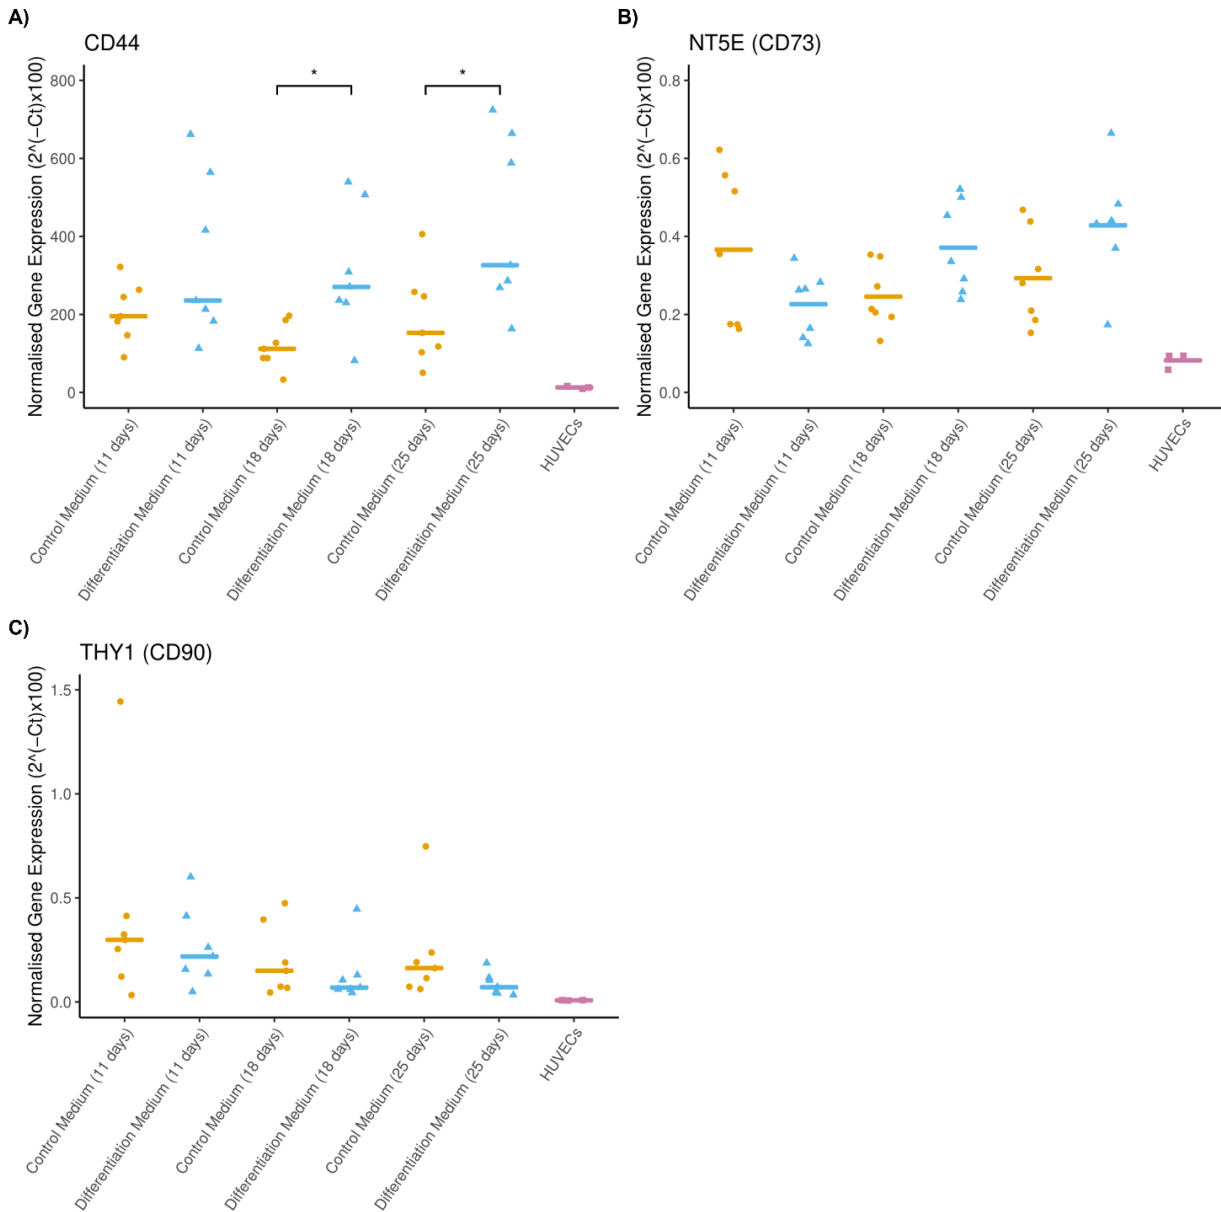 A)
CD44
Normalised Gene Expression (2^(−Ct)x100)
800
600
400
200
0
*
*
Control Medium (11 days)
Differentiation Medium (11 days)
Control Medium (18 days)
Differentiation Medium (18 days)
Control Medium (25 days)
Differentiation Medium (25 days)
HUVECs
B)
NT5E (CD73)
Normalised Gene Expression (2^(−Ct)x100)
0.8
0.6
0.4
0.2
0.0
Control Medium (11 days)
Differentiation Medium (11 days)
Control Medium (18 days)
Differentiation Medium (18 days)
Control Medium (25 days)
Differentiation Medium (25 days)
HUVECs
C)
THY1 (CD90)
Normalised Gene Expression (2^(−Ct)x100)
1.5
1.0
0.5
0.0
Control Medium (11 days)
Differentiation Medium (11 days)
Control Medium (18 days)
Differentiation Medium (18 days)
Control Medium (25 days)
Differentiation Medium (25 days)
HUVECs